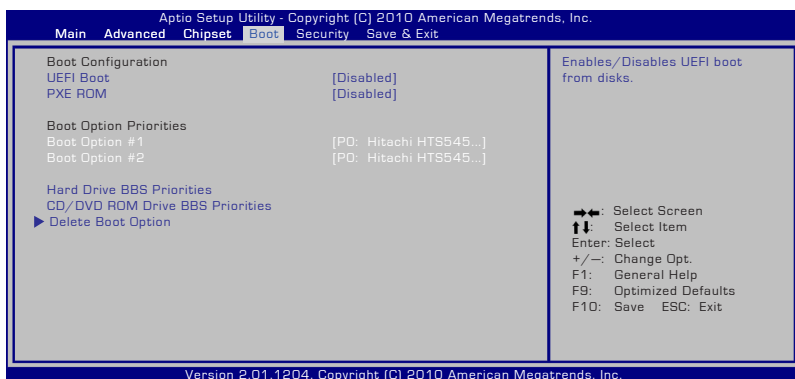 Aptio Setup Utility - Copyright (C) 2010 American Megatrends, Inc.
Main Advanced Chipset Boot Security Save & Exit
Boot Configuration
UEFI Boot [Disabled]
PXE ROM [Disabled]
Boot Option Priorities
Boot Option #1 [P0: Hitachi HTS545...]
Boot Option #2 [P0: Hitachi HTS545...]
Hard Drive BBS Priorities
CD/DVD ROM Drive BBS Priorities
Delete Boot Option
Enables/Disables UEFI boot
from disks.
→←: Select Screen
↑↓: Select Item
Enter: Select
+/—: Change Opt.
F1: General Help
F9: Optimized Defaults
F10: Save ESC: Exit
Version 2.01.1204. Copyright (C) 2010 American Megatrends, Inc.